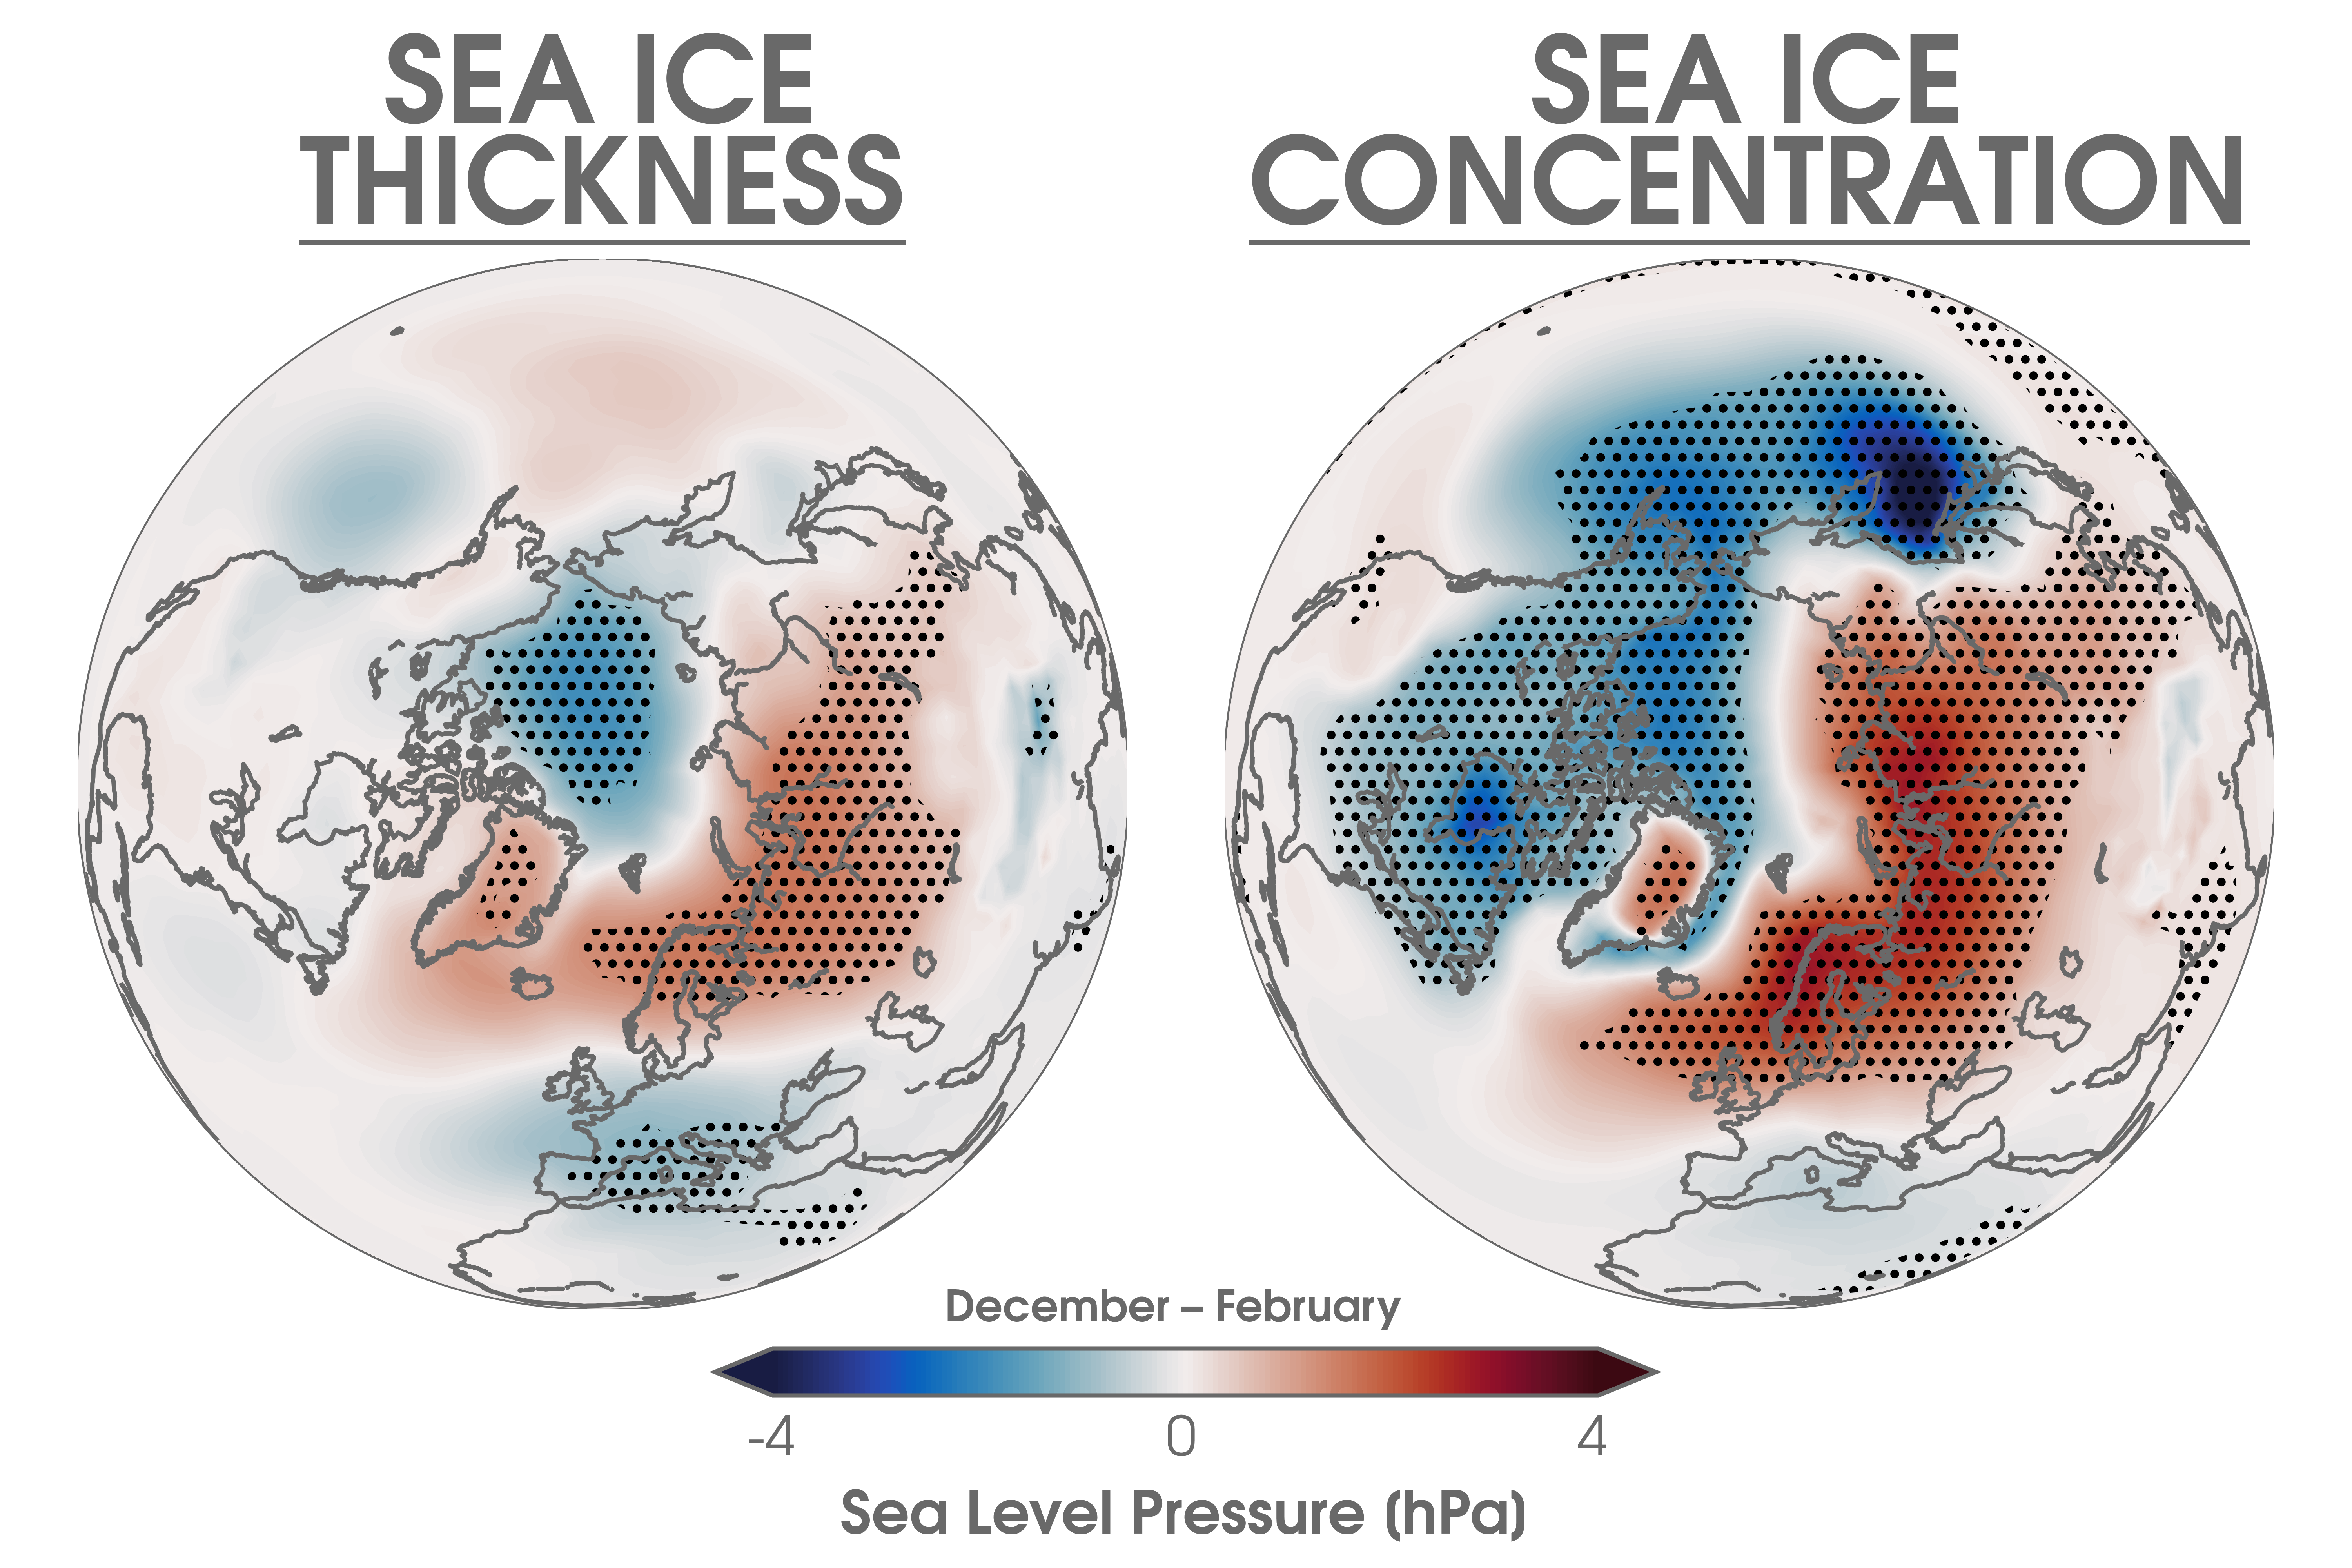 SEA ICE
THICKNESS
SEA ICE
CONCENTRATION
December – February
-4 0 4
Sea Level Pressure (hPa)